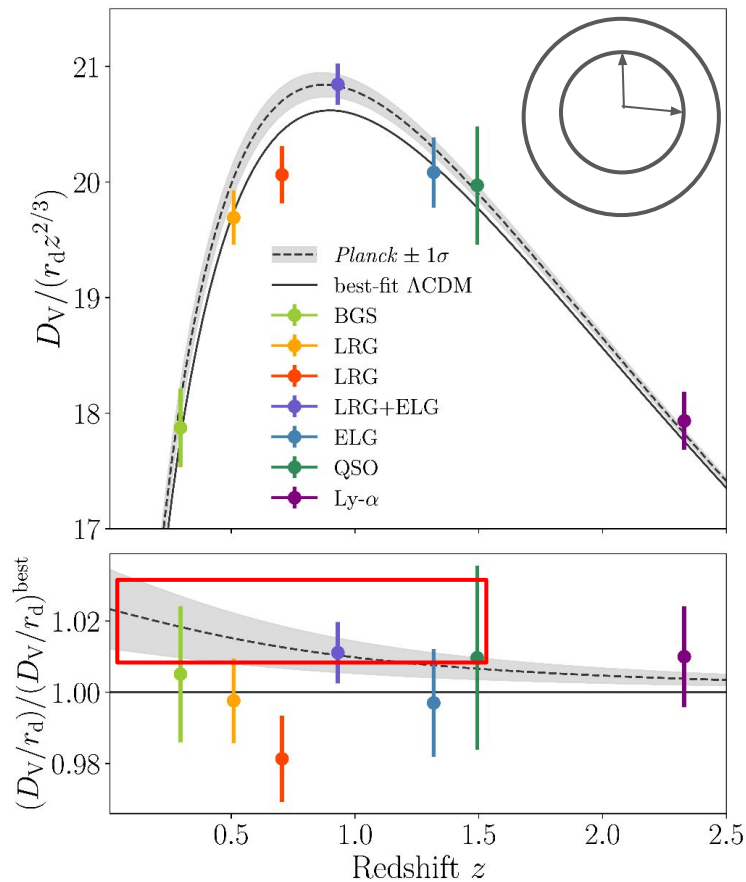 21
20
19
18
17
D_V/(r_d z^{2/3})
Planck ± 1σ
best-fit ΛCDM
BGS
LRG
LRG
LRG+ELG
ELG
QSO
Ly-α
1.02
1.00
0.98
(D_V/r_d)/(D_V/r_d)^{best}
0.5 1.0 1.5 2.0 2.5
Redshift z